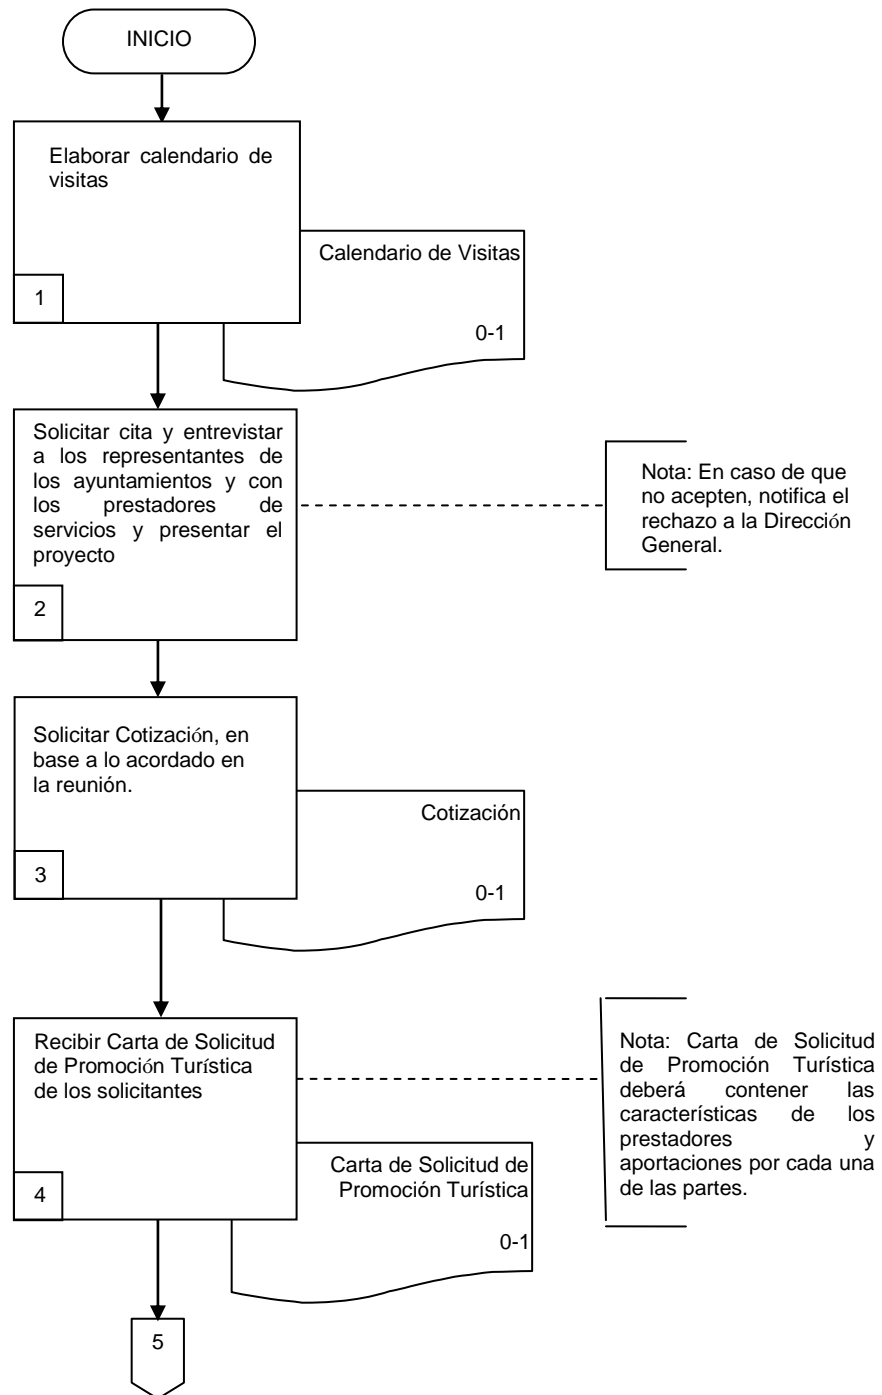 INICIO
Elaborar calendario de
visitas
1
Calendario de Visitas
0-1
Solicitar cita y entrevistar
a los representantes de
los ayuntamientos y con
los prestadores de
servicios y presentar el
proyecto
2
Nota: En caso de que
no acepten, notifica el
rechazo a la Dirección
General.
Solicitar Cotización, en
base a lo acordado en
la reunión.
3
Cotización
0-1
Recibir Carta de Solicitud
de Promoción Turística
de los solicitantes
4
Carta de Solicitud de
Promoción Turística
0-1
Nota: Carta de Solicitud
de Promoción Turística
deberá contener las
características de los
prestadores y
aportaciones por cada una
de las partes.
5